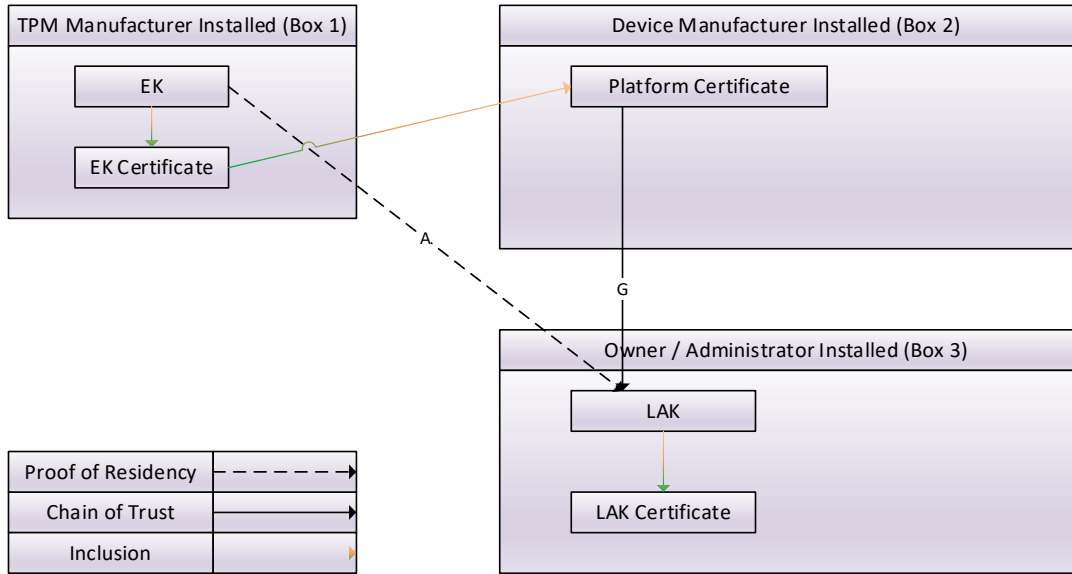 TPM Manufacturer Installed (Box 1)
EK
EK Certificate
Device Manufacturer Installed (Box 2)
Platform Certificate
A.
G
Owner / Administrator Installed (Box 3)
LAK
LAK Certificate
Proof of Residency
Chain of Trust
Inclusion